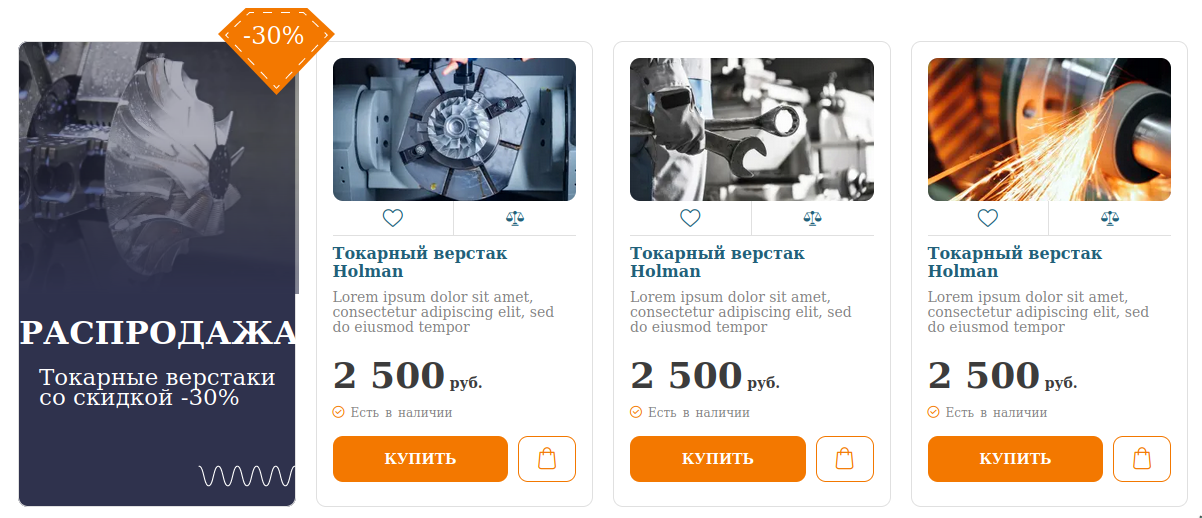 -30%
РАСПРОДАЖА
Токарные верстаки
со скидкой -30%
Токарный верстак
Holman
Lorem ipsum dolor sit amet,
consectetur adipiscing elit, sed
do eiusmod tempor
2 500 руб.
Есть в наличии
КУПИТЬ
Токарный верстак
Holman
Lorem ipsum dolor sit amet,
consectetur adipiscing elit, sed
do eiusmod tempor
2 500 руб.
Есть в наличии
КУПИТЬ
Токарный верстак
Holman
Lorem ipsum dolor sit amet,
consectetur adipiscing elit, sed
do eiusmod tempor
2 500 руб.
Есть в наличии
КУПИТЬ